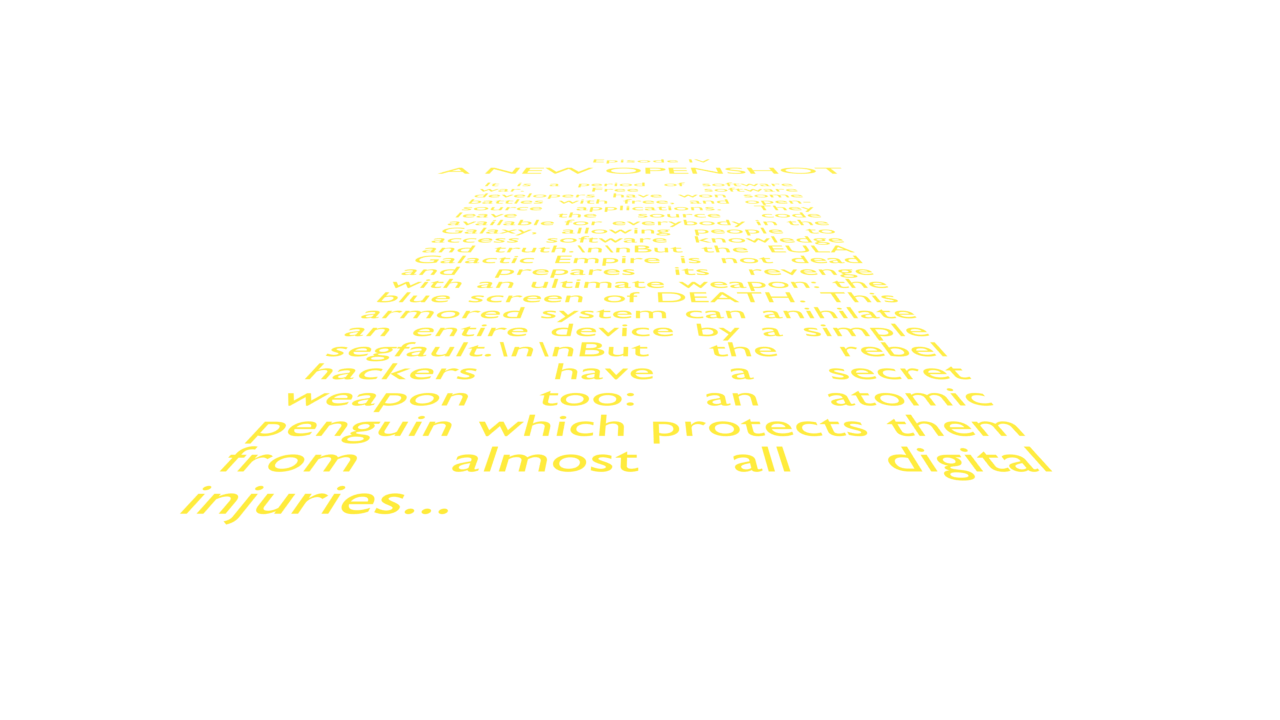 Episode IV
A NEW OPENSHOT
It is a period of software
war. Free software
developers have won some
battles with free, and open-
source applications. They
leave the source code
available for everybody in the
Galaxy, allowing people to
access software knowledge
and truth.\n\nBut the EULA
Galactic Empire is not dead
and prepares its revenge
with an ultimate weapon: the
blue screen of DEATH. This
armored system can anihilate
an entire device by a simple
segfault.\n\nBut the rebel
hackers have a secret
weapon too: an atomic
penguin which protects them
from almost all digital
injuries...